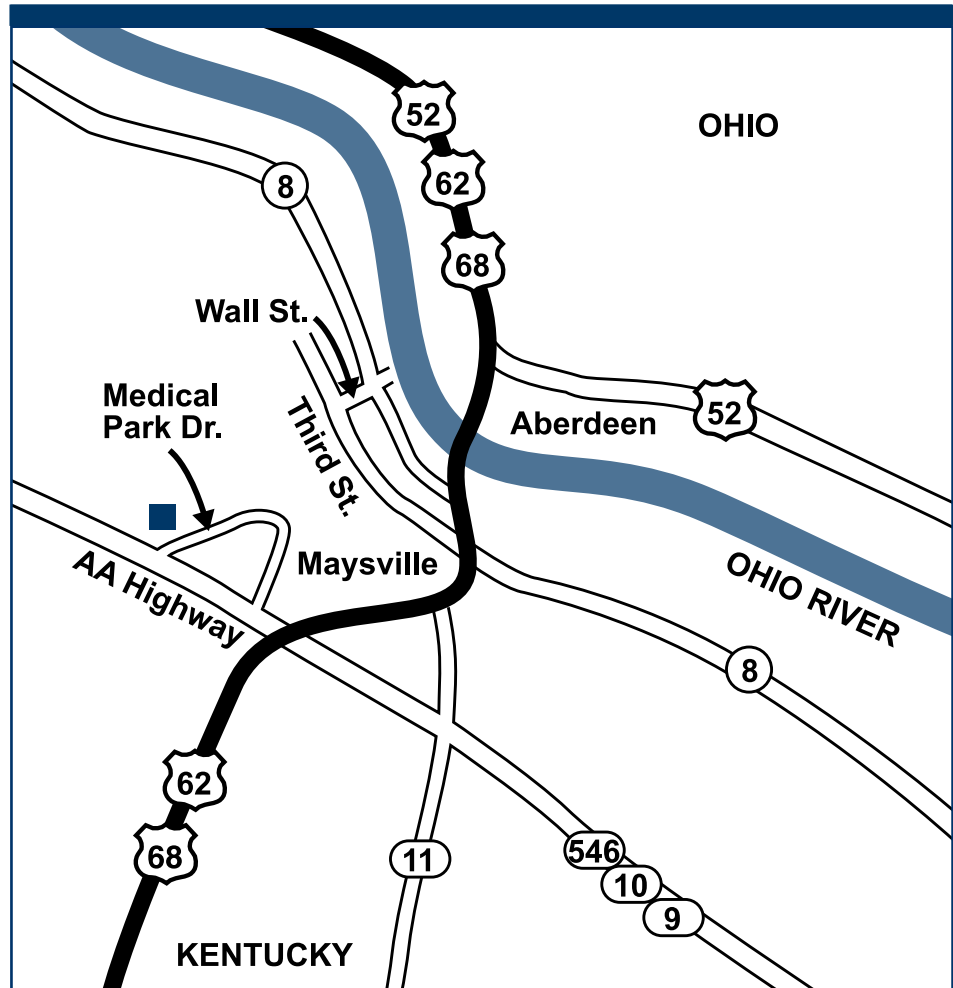 52
OHIO
62
8
68
Wall St.
Medical
Park Dr.
52
Aberdeen
Third St.
Maysville
AA Highway
OHIO RIVER
8
62
68
11
546
10
9
KENTUCKY